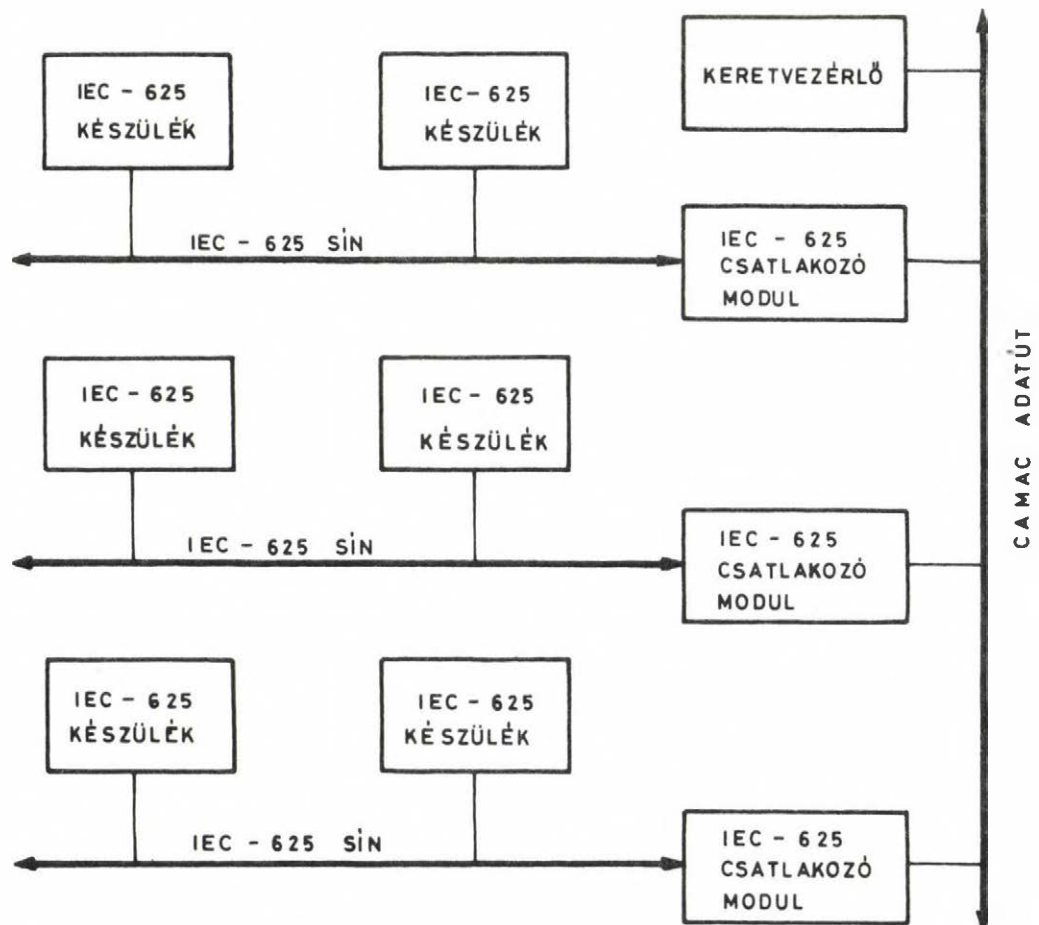 IEC - 625
KÉSZÜLÉK
IEC - 625
KÉSZÜLÉK
KERETVEZÉRLŐ
IEC - 625 SÍN
IEC - 625
CSATLAKOZÓ
MODUL
IEC - 625
KÉSZÜLÉK
IEC - 625
KÉSZÜLÉK
IEC - 625 SÍN
IEC - 625
CSATLAKOZÓ
MODUL
IEC - 625
KÉSZÜLÉK
IEC - 625
KÉSZÜLÉK
IEC - 625 SÍN
IEC - 625
CSATLAKOZÓ
MODUL
CAMAC ADATÚT